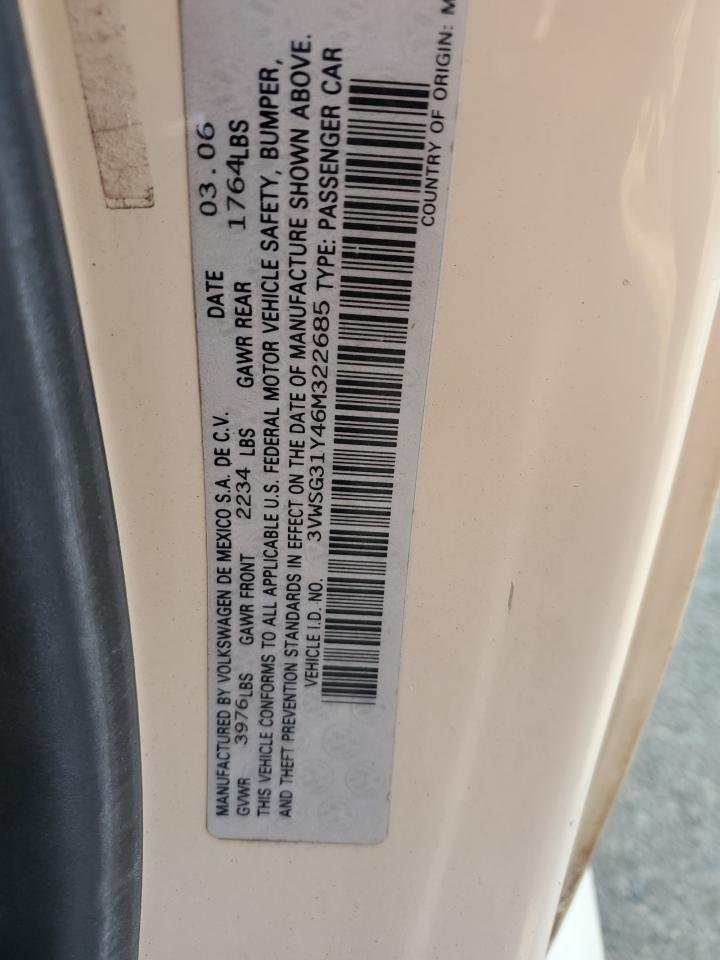 MANUFACTURED BY VOLKSWAGEN DE MEXICO S.A. DE C.V. DATE 03.06
GVWR 3976LBS GAWR FRONT 2234 LBS GAWR REAR 1764LBS
THIS VEHICLE CONFORMS TO ALL APPLICABLE U.S. FEDERAL MOTOR VEHICLE SAFETY, BUMPER,
AND THEFT PREVENTION STANDARDS IN EFFECT ON THE DATE OF MANUFACTURE SHOWN ABOVE.
VEHICLE I.D. NO. 3VWSG31Y46M322685 TYPE: PASSENGER CAR
COUNTRY OF ORIGIN: M